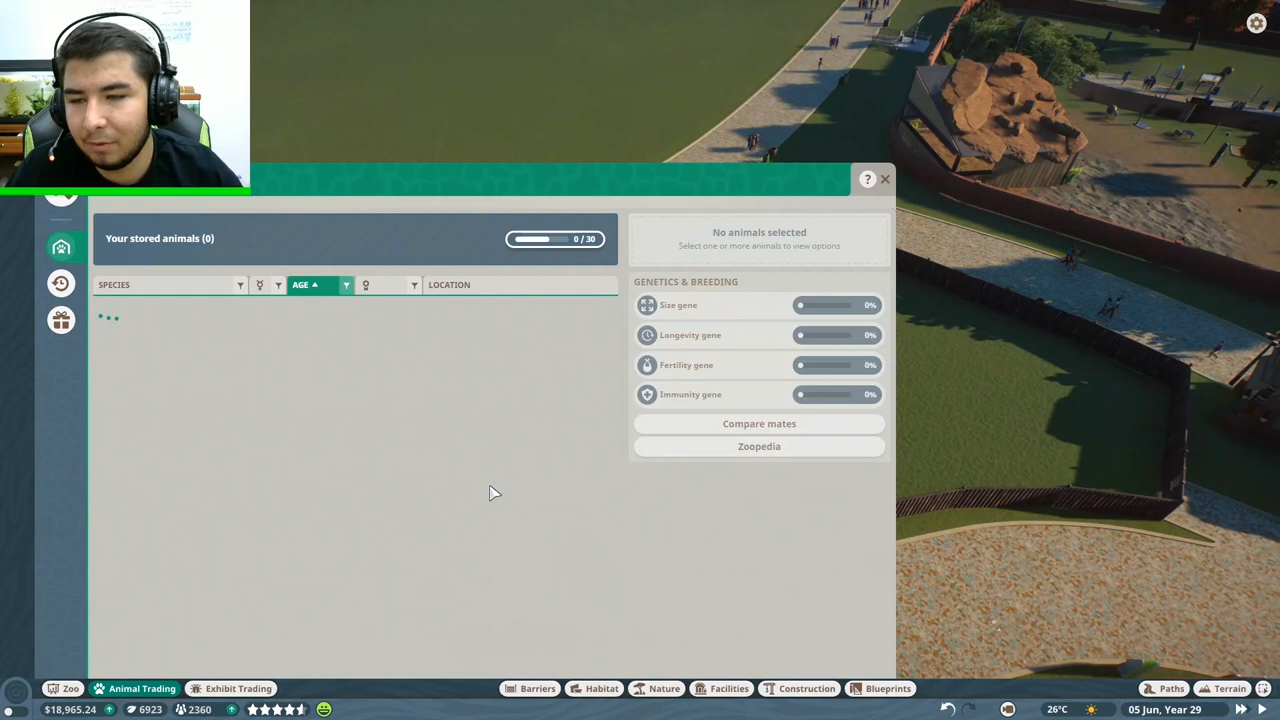 ?
Your stored animals (0)
0 / 30
No animals selected
Select one or more animals to view options
SPECIES AGE LOCATION
GENETICS & BREEDING
Size gene 0%
Longevity gene 0%
Fertility gene 0%
Immunity gene 0%
Compare mates
Zoopedia
Zoo Animal Trading Exhibit Trading Barriers Habitat Nature Facilities Construction Blueprints Paths Terrain
$18,965.24 6923 2360 26°C 05 Jun, Year 29